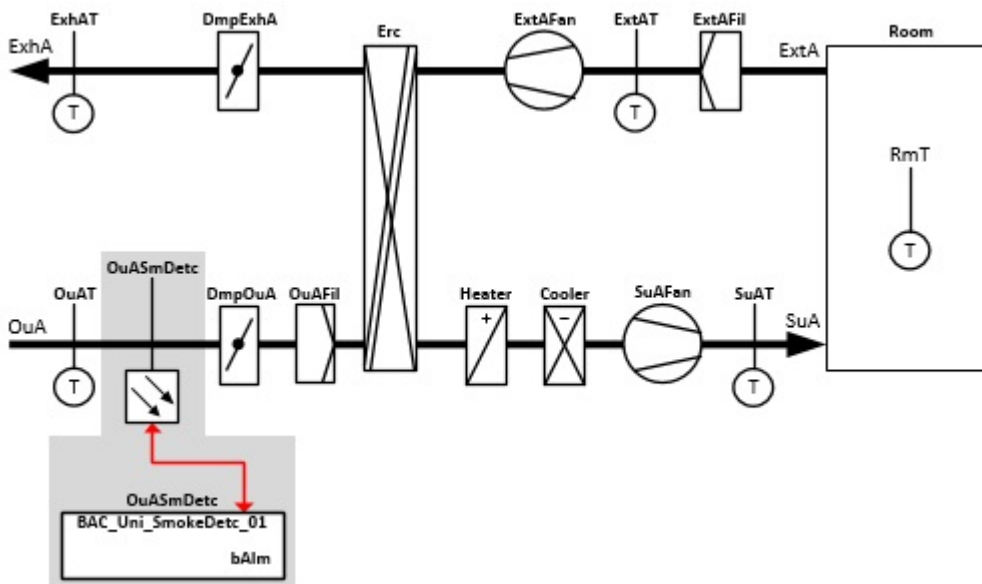 ExhAT
DmpExhA
Erc
ExtAFan
ExtAT
ExtAFil
Room
ExhA
ExtA
T
T
RmT
T
OuASmDetc
OuAT
DmpOuA
OuAFil
Heater
Cooler
SuAFan
SuAT
OuA
SuA
+
−
T
T
OuASmDetc
BAC_Uni_SmokeDetc_01
bAlm